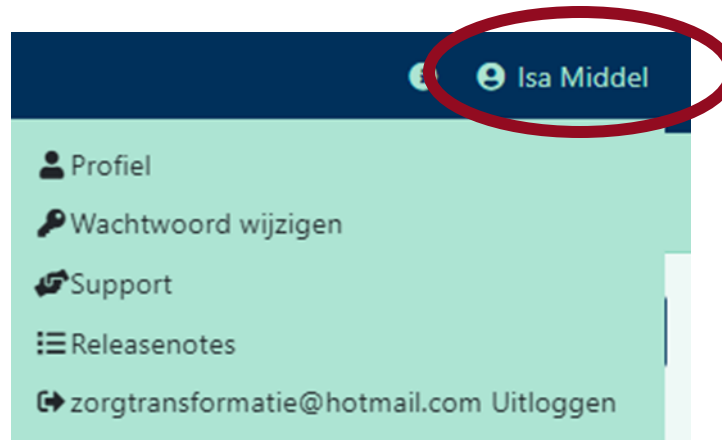 Isa Middel
Profiel
Wachtwoord wijzigen
Support
Releasenotes
zorgtransformatie@hotmail.com Uitloggen